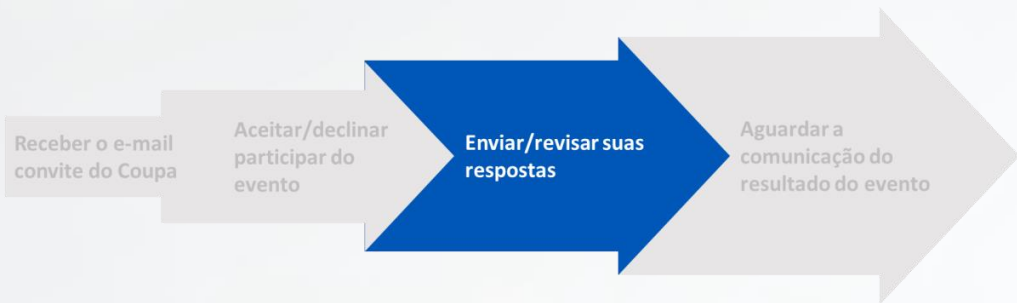 Receber o e-mail
convite do Coupa
Aceitar/declinar
participar do
evento
Enviar/revisar suas
respostas
Aguardar a
comunicação do
resultado do evento